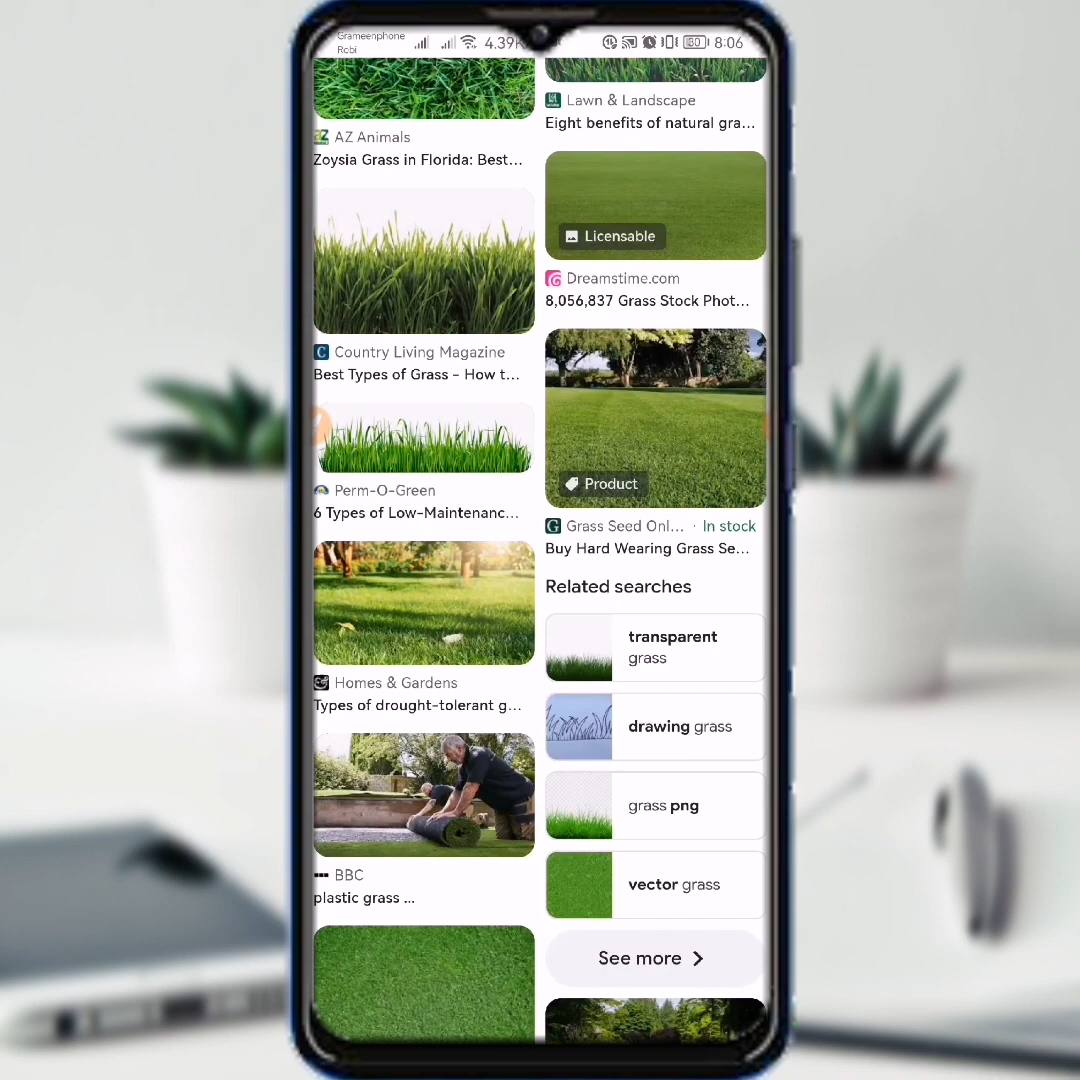 Grameenphone
Robi
4.39K
80
8:06
AZ Animals
Zoysia Grass in Florida: Best...
Country Living Magazine
Best Types of Grass - How t...
Perm-O-Green
6 Types of Low-Maintenanc...
Homes & Gardens
Types of drought-tolerant g...
BBC
plastic grass ...
Lawn & Landscape
Eight benefits of natural gra...
Licensable
Dreamstime.com
8,056,837 Grass Stock Phot...
Product
Grass Seed Onl... · In stock
Buy Hard Wearing Grass Se...
Related searches
transparent
grass
drawing grass
grass png
vector grass
See more